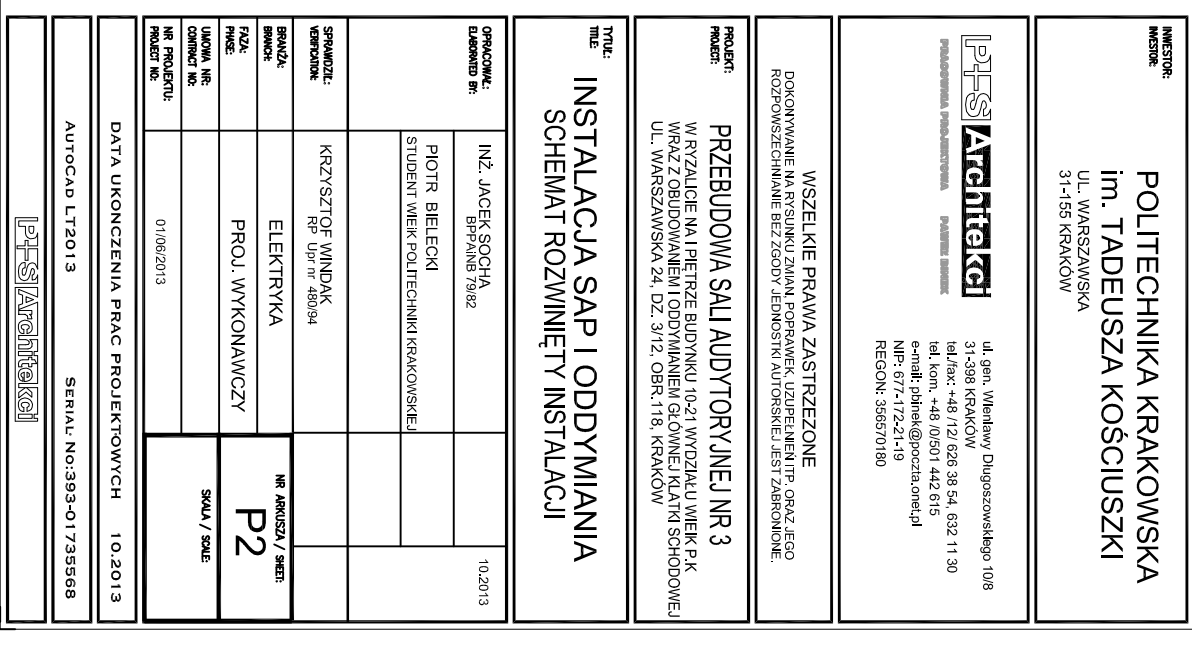 INWESTOR:
INVESTOR:
POLITECHNIKA KRAKOWSKA
im. TADEUSZA KOŚCIUSZKI
UL. WARSZAWSKA
31-155 KRAKÓW
P+S Architekci
PRACOWNIA PROJEKTOWA PAWEŁ BINEK
ul. gen. Wieniawy Długoszowskiego 10/8
31-398 KRAKÓW
tel./fax: +48 /12/ 626 38 54, 632 11 30
tel. kom. +48 /0/501 442 615
e-mail: pbinek@poczta.onet.pl
NIP: 677-172-21-19
REGON: 356570180
WSZELKIE PRAWA ZASTRZEŻONE
DOKONYWANIE NA RYSUNKU ZMIAN, POPRAWEK, UZUPEŁNIEŃ ITP. ORAZ JEGO
ROZPOWSZECHNIANIE BEZ ZGODY JEDNOSTKI AUTORSKIEJ JEST ZABRONIONE.
PROJEKT:
PROJECT:
PRZEBUDOWA SALI AUDYTORYJNEJ NR 3
W RYZALICIE NA I PIĘTRZE BUDYNKU 10-21 WYDZIAŁU WIEIK P.K
WRAZ Z OBUDOWANIEM I ODDYMIANIEM GŁÓWNEJ KLATKI SCHODOWEJ
UL. WARSZAWSKA 24, DZ. 3/12, OBR.118, KRAKÓW
TYTUŁ:
TITLE:
INSTALACJA SAP I ODDYMIANIA
SCHEMAT ROZWINIĘTY INSTALACJI
OPRACOWAŁ:
ELABORATED BY:
INŻ. JACEK SOCHA
BPPAiNB 79/82
10.2013
PIOTR BIELECKI
STUDENT WIEIK POLITECHNIKI KRAKOWSKIEJ
SPRAWDZIŁ:
VERIFICATION:
KRZYSZTOF WINDAK
RP Upr nr 480/94
BRANŻA:
BRANCH:
ELEKTRYKA
NR ARKUSZA / SHEET:
P2
FAZA:
PHASE:
PROJ. WYKONAWCZY
UMOWA NR:
CONTRACT NO:
SKALA / SCALE:
NR PROJEKTU:
PROJECT NO:
01/06/2013
DATA UKONCZENIA PRAC PROJEKTOWYCH 10.2013
AUTOCAD LT2013 SERIAL NO:393-01735568
P+S Architekci